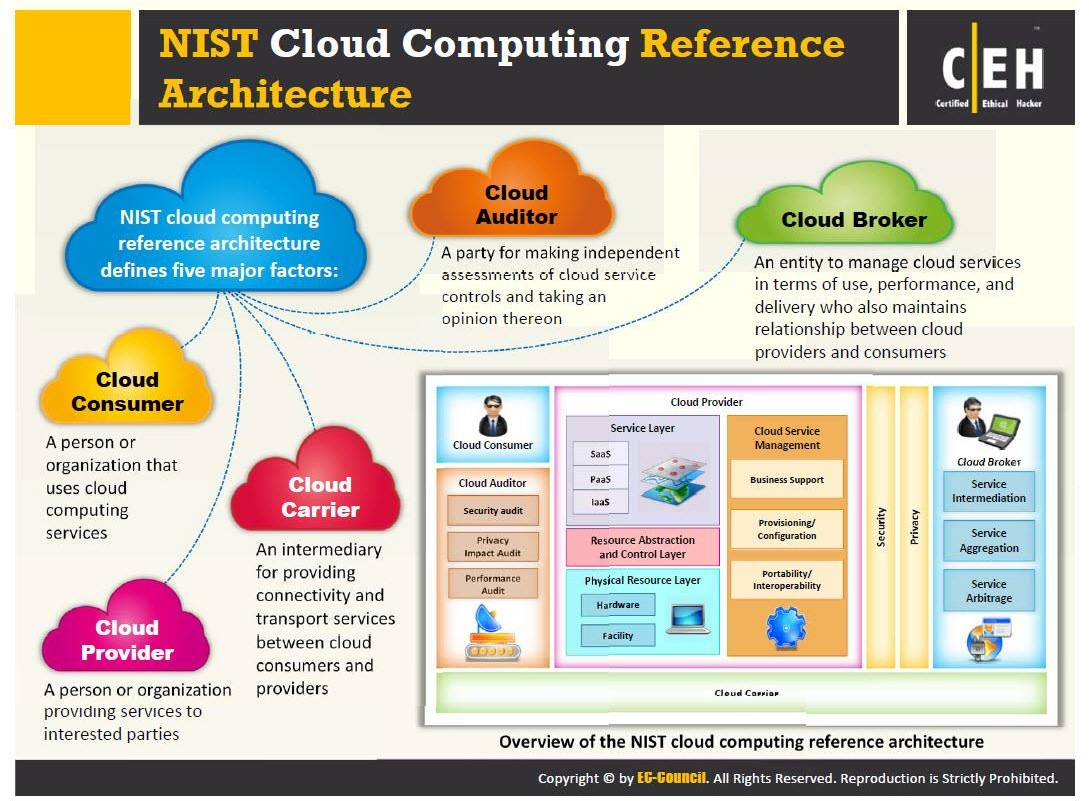 NIST Cloud Computing Reference
Architecture
C|EH
TM
Certified Ethical Hacker
NIST cloud computing
reference architecture
defines five major factors:
Cloud
Auditor
A party for making independent
assessments of cloud service
controls and taking an
opinion thereon
Cloud Broker
An entity to manage cloud services
in terms of use, performance, and
delivery who also maintains
relationship between cloud
providers and consumers
Cloud
Consumer
A person or
organization that
uses cloud
computing
services
Cloud
Carrier
An intermediary
for providing
connectivity and
transport services
between cloud
consumers and
providers
Cloud
Provider
A person or organization
providing services to
interested parties
Cloud Consumer
Cloud Auditor
Security audit
Privacy
Impact Audit
Performance
Audit
Cloud Provider
Service Layer
SaaS
PaaS
IaaS
Resource Abstraction
and Control Layer
Physical Resource Layer
Hardware
Facility
Cloud Service
Management
Business Support
Provisioning/
Configuration
Portability/
Interoperability
Security
Privacy
Cloud Broker
Service
Intermediation
Service
Aggregation
Service
Arbitrage
Cloud Carrier
Overview of the NIST cloud computing reference architecture
Copyright © by EC-Council. All Rights Reserved. Reproduction is Strictly Prohibited.